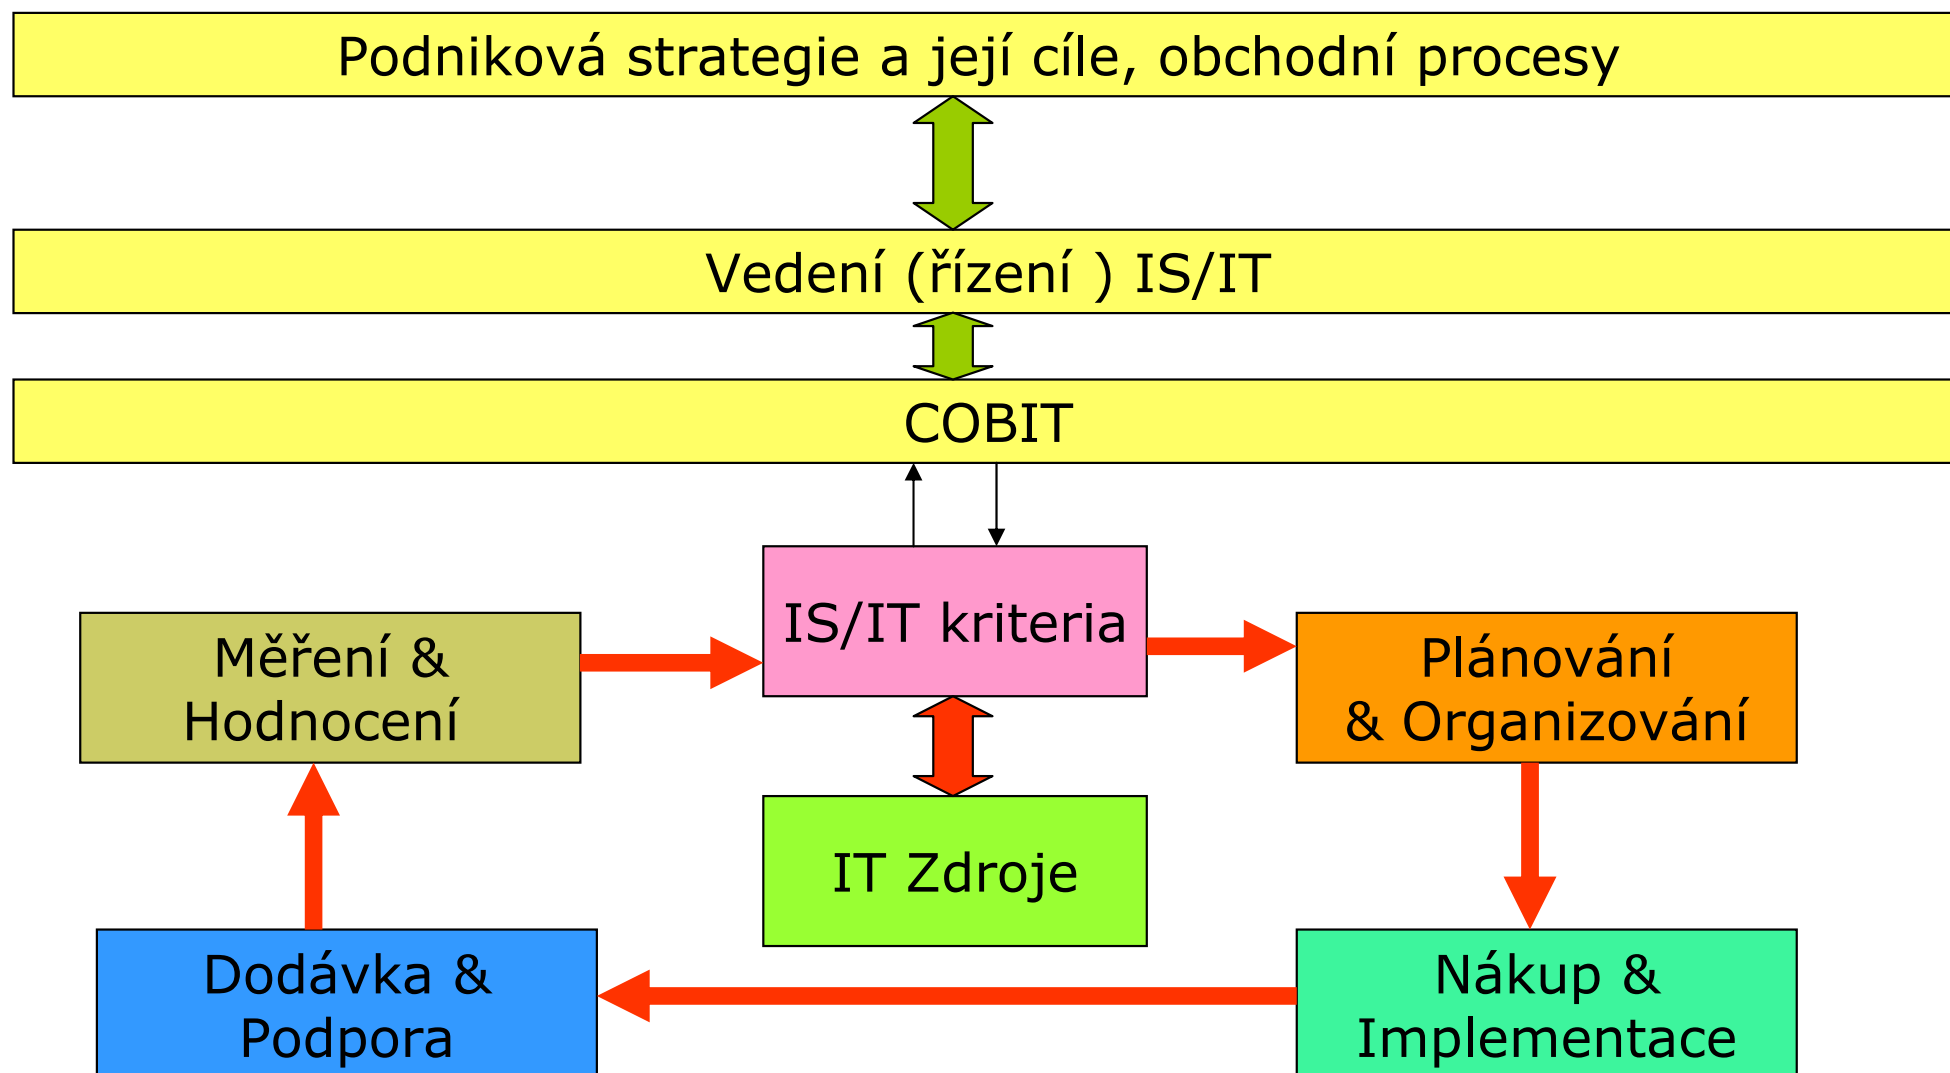 Podniková strategie a její cíle, obchodní procesy
Vedení (řízení ) IS/IT
COBIT
IS/IT kriteria
Měření &
Hodnocení
Plánování
& Organizování
IT Zdroje
Dodávka &
Podpora
Nákup &
Implementace